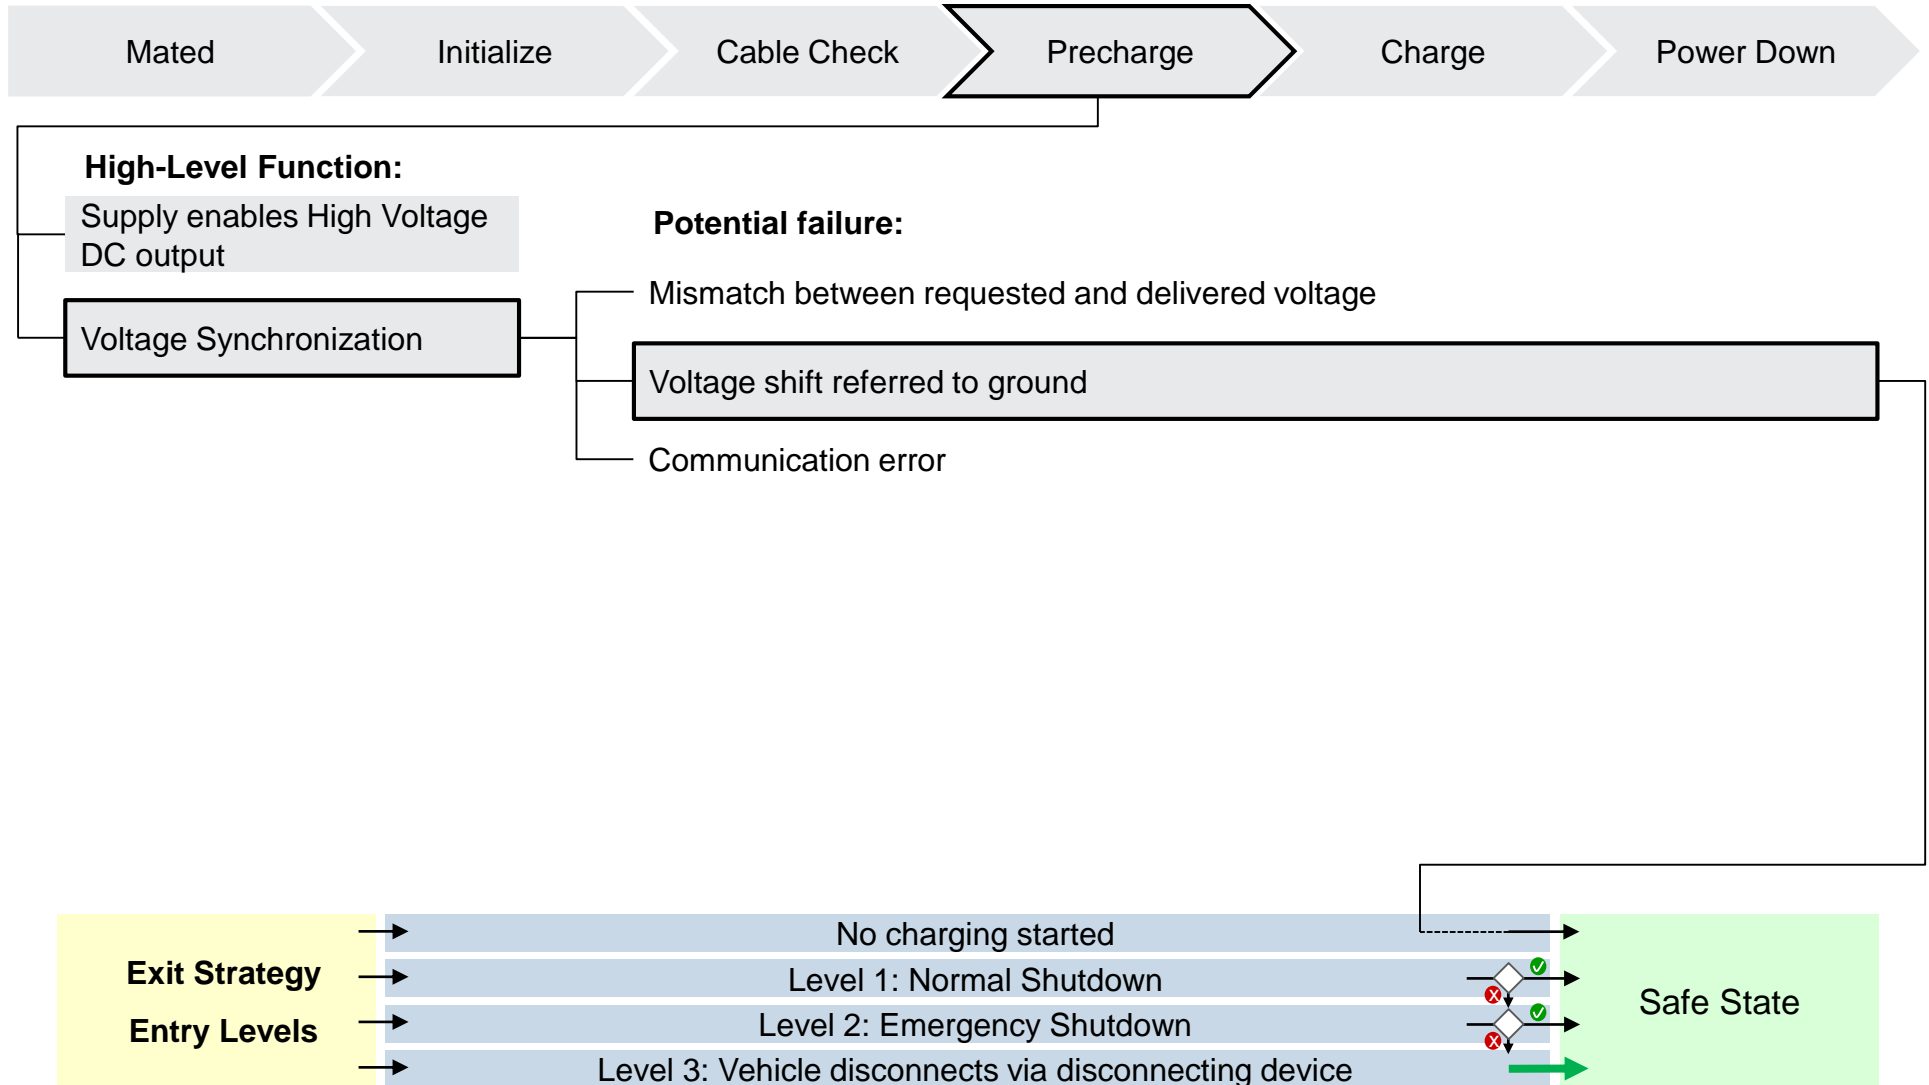 Mated
Initialize
Cable Check
Precharge
Charge
Power Down
High-Level Function:
Supply enables High Voltage
DC output
Potential failure:
Mismatch between requested and delivered voltage
Voltage Synchronization
Voltage shift referred to ground
Communication error
No charging started
Exit Strategy
Entry Levels
Level 1: Normal Shutdown
X
Level 2: Emergency Shutdown
X
Level 3: Vehicle disconnects via disconnecting device
Safe State